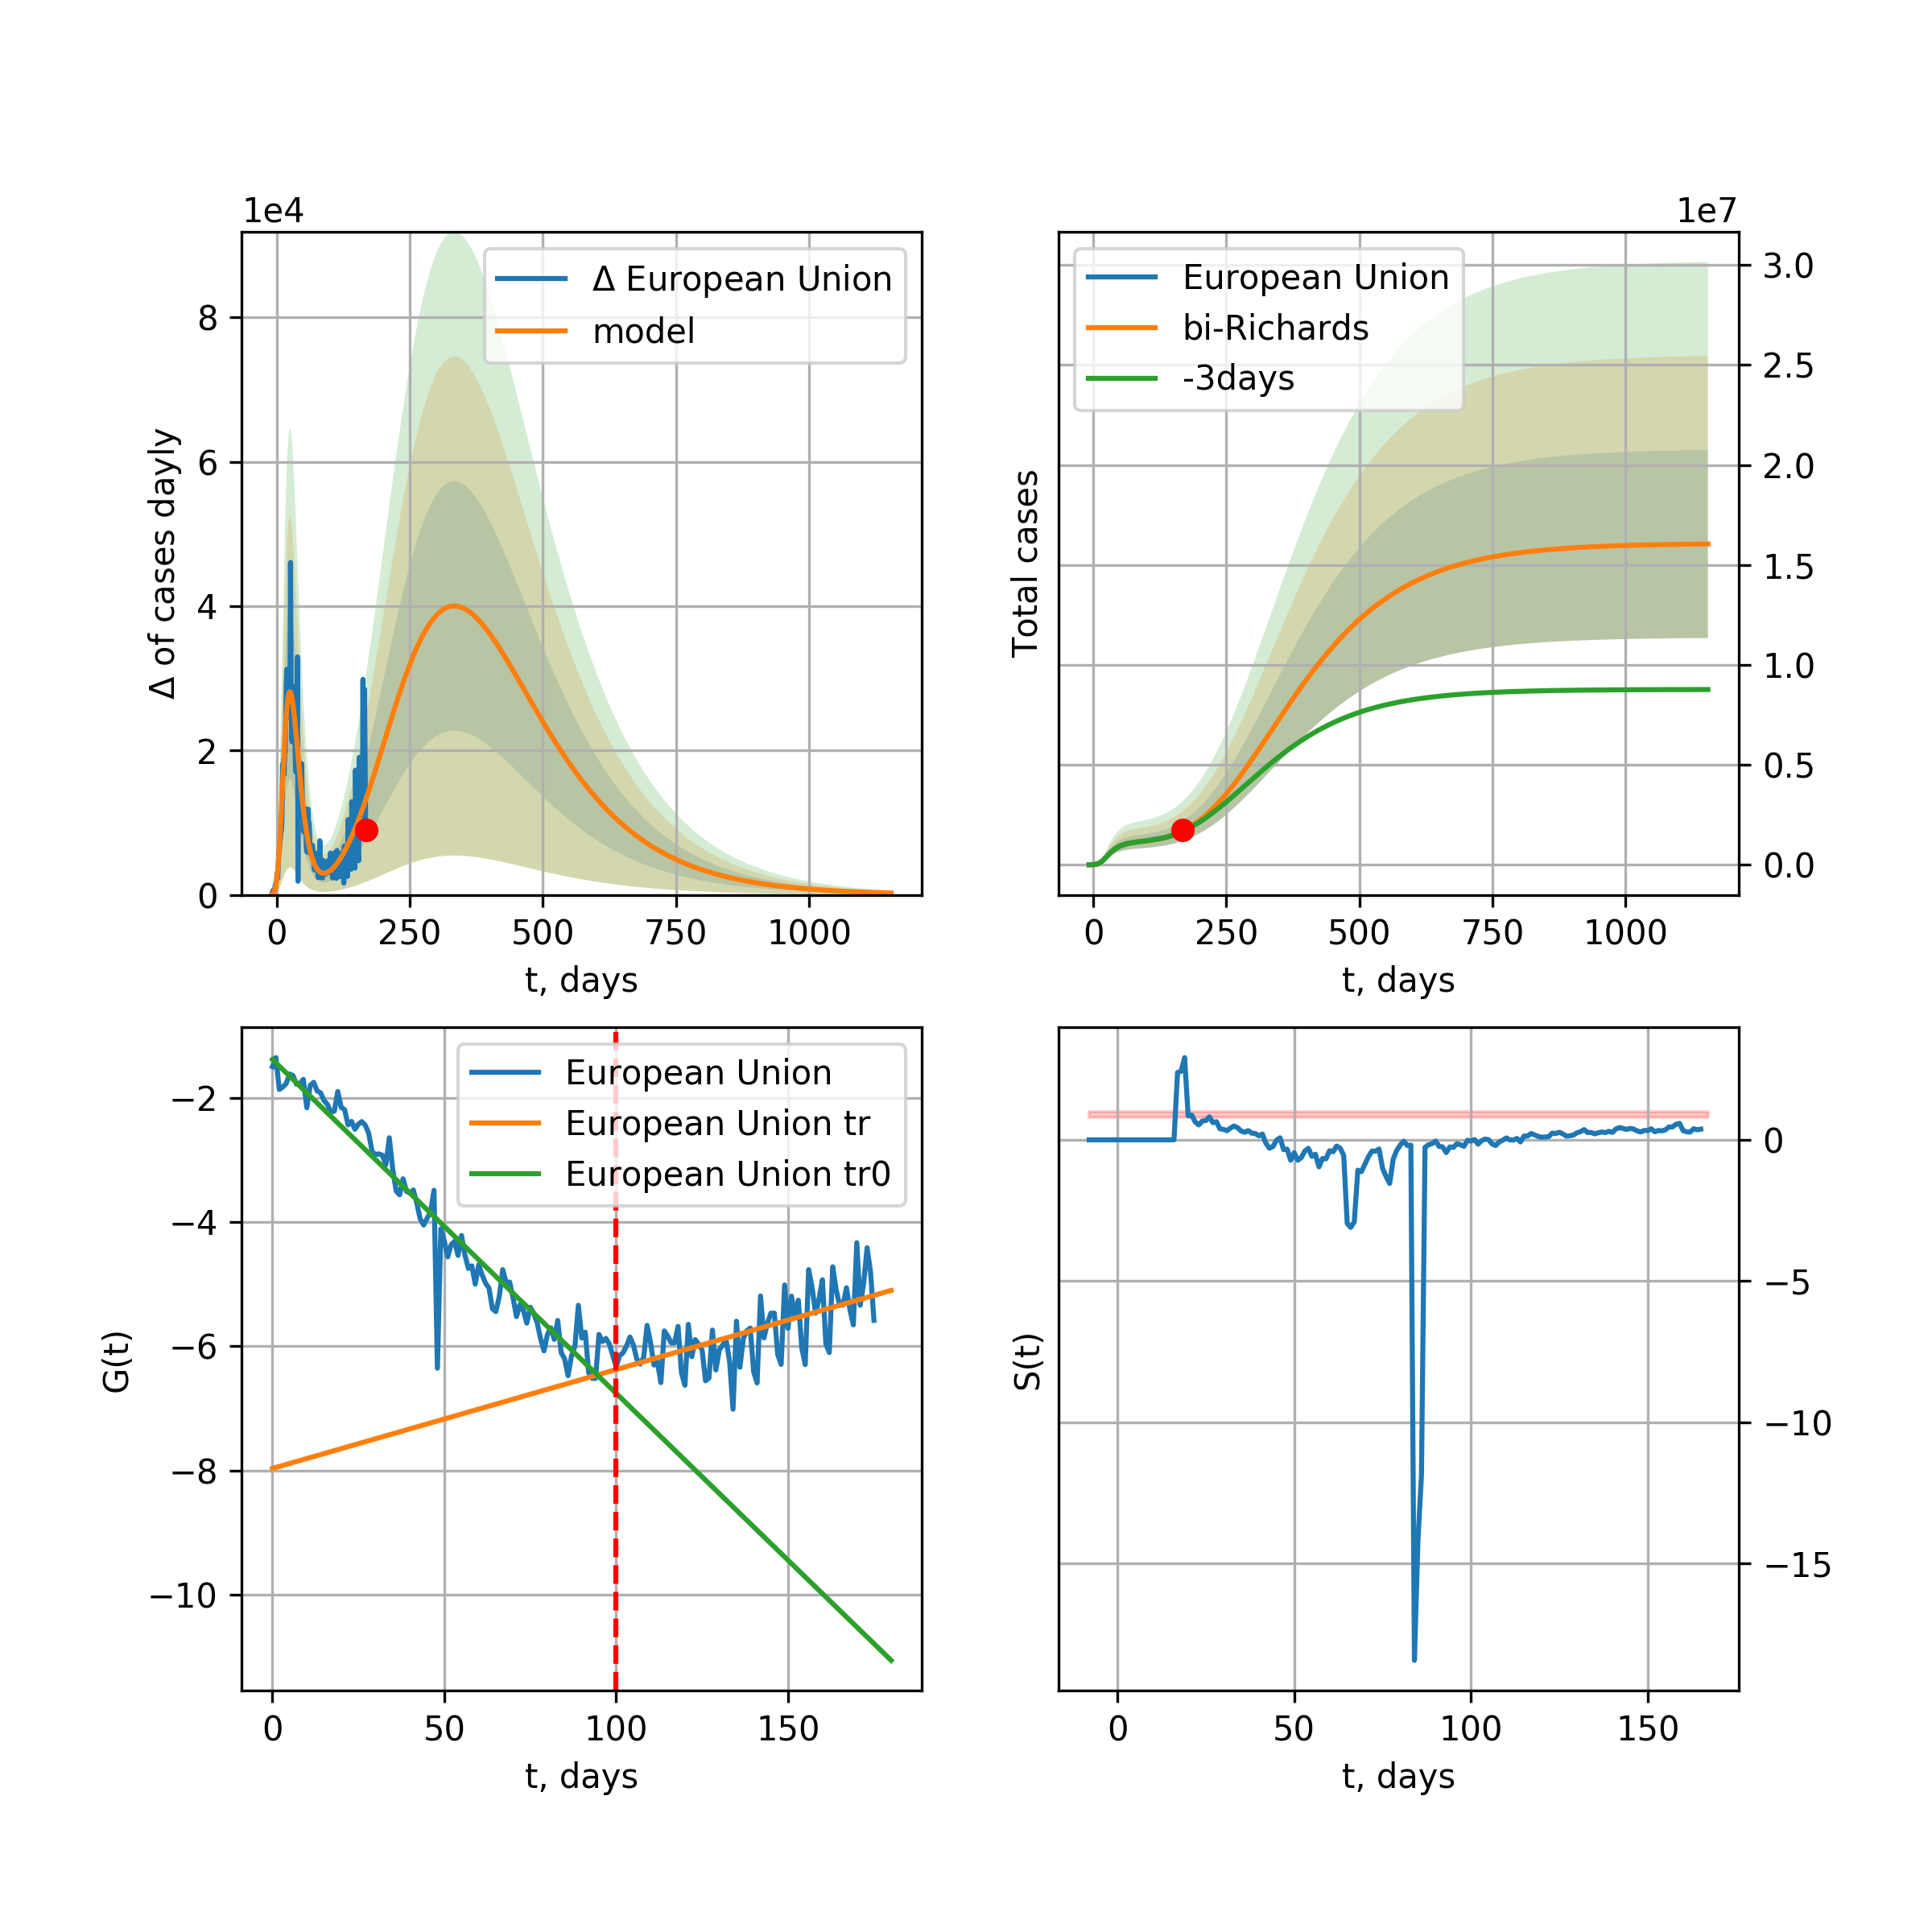 1e4
Δ European Union
model
Δ of cases dayly
8
6
4
2
0
0 250 500 750 1000
t, days
1e7
European Union
bi-Richards
-3days
Total cases
3.0
2.5
2.0
1.5
1.0
0.5
0.0
0 250 500 750 1000
t, days
European Union
European Union tr
European Union tr0
G(t)
−2
−4
−6
−8
−10
0 50 100 150
t, days
S(t)
0
−5
−10
−15
0 50 100 150
t, days